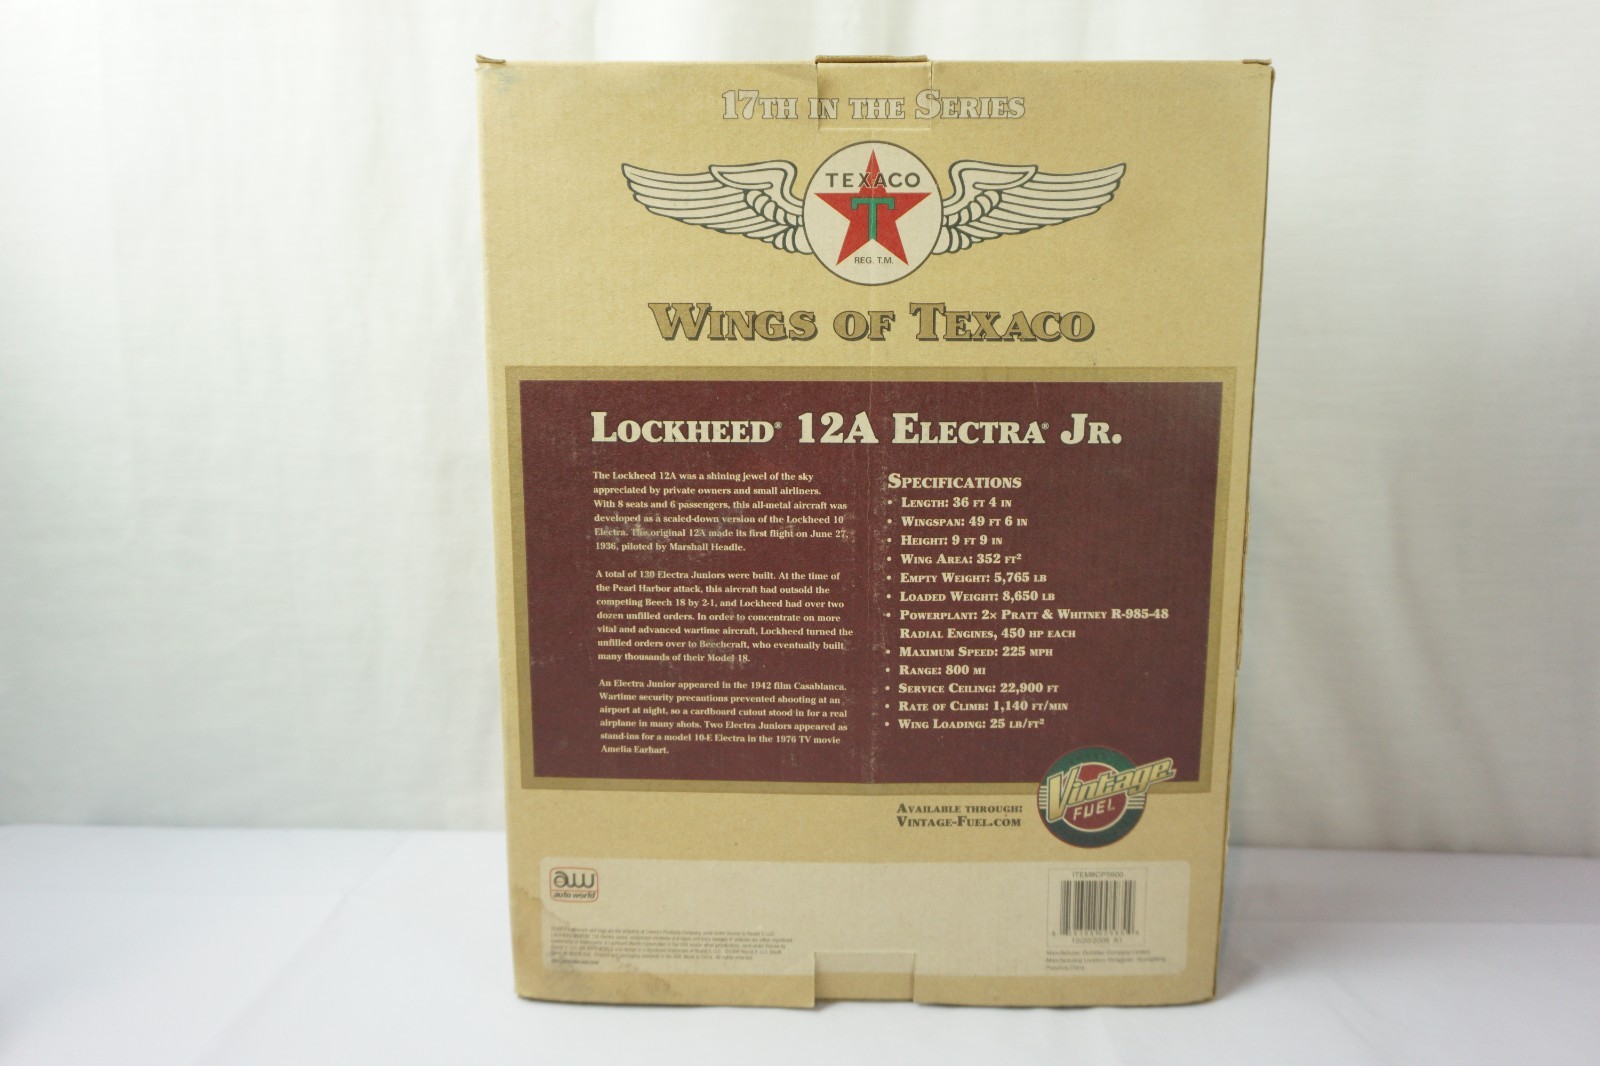 17th in the Series
TEXACO
T
REG. T.M.
Wings of Texaco
Lockheed® 12A Electra® Jr.
The Lockheed 12A was a shining jewel of the sky
appreciated by private owners and small airliners.
With 8 seats and 6 passengers, this all-metal aircraft was
developed as a scaled-down version of the Lockheed 10
Electra. The original 12A made its first flight on June 27,
1936, piloted by Marshall Headle.
A total of 130 Electra Juniors were built. At the time of
the Pearl Harbor attack, this aircraft had outsold the
competing Beech 18 by 2-1, and Lockheed had over two
dozen unfilled orders. In order to concentrate on more
vital and advanced wartime aircraft, Lockheed turned the
unfilled orders over to Beechcraft, who eventually built
many thousands of their Model 18.
An Electra Junior appeared in the 1942 film Casablanca.
Wartime security precautions prevented shooting at an
airport at night, so a cardboard cutout stood in for a real
airplane in many shots. Two Electra Juniors appeared as
stand-ins for a model 10-E Electra in the 1976 TV movie
Amelia Earhart.
Specifications
• Length: 36 ft 4 in
• Wingspan: 49 ft 6 in
• Height: 9 ft 9 in
• Wing Area: 352 ft²
• Empty Weight: 5,765 lb
• Loaded Weight: 8,650 lb
• Powerplant: 2x Pratt & Whitney R-985-48
Radial Engines, 450 hp each
• Maximum Speed: 225 mph
• Range: 800 mi
• Service Ceiling: 22,900 ft
• Rate of Climb: 1,140 ft/min
• Wing Loading: 25 lb/ft²
Vintage
FUEL
Available through:
Vintage-Fuel.com
aw
auto world